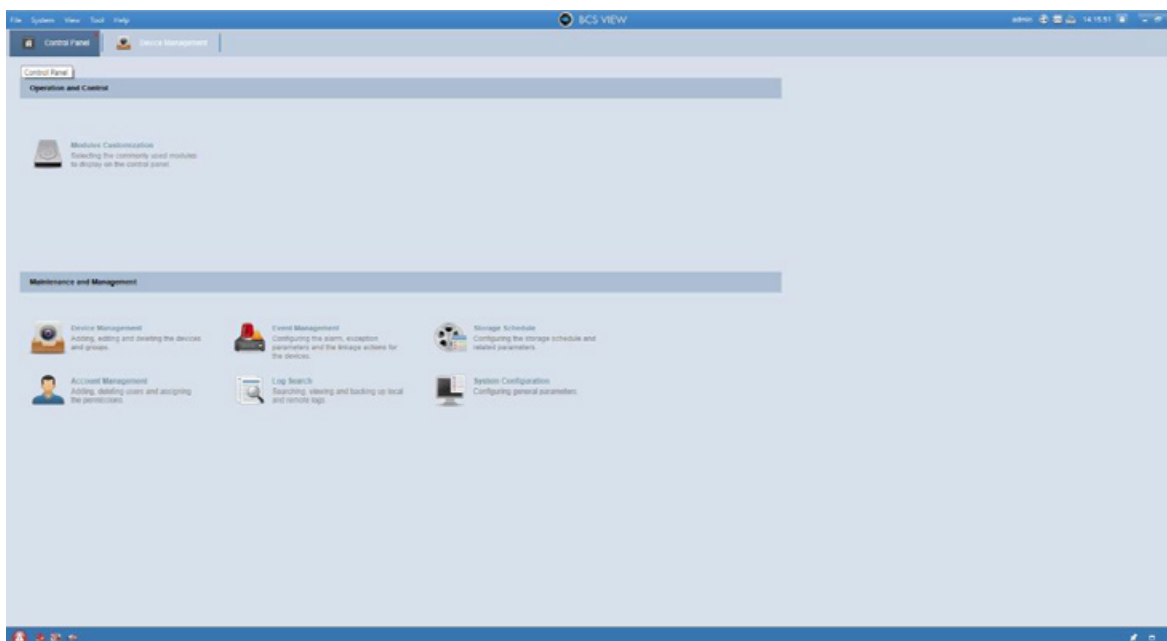 File System View Tool Help
BCS VIEW
admin 14:15:51
Control Panel
Device Management
Control Panel
Operation and Control
Modules Customization
Selecting the commonly used modules
to display on the control panel.
Maintenance and Management
Device Management
Adding, editing and deleting the devices
and groups.
Event Management
Configuring the alarm, exception
parameters and the linkage actions for
the devices.
Storage Schedule
Configuring the storage schedule and
related parameters.
Account Management
Adding, deleting users and assigning
the permissions.
Log Search
Searching, viewing and backing up local
and remote logs.
System Configuration
Configuring general parameters.